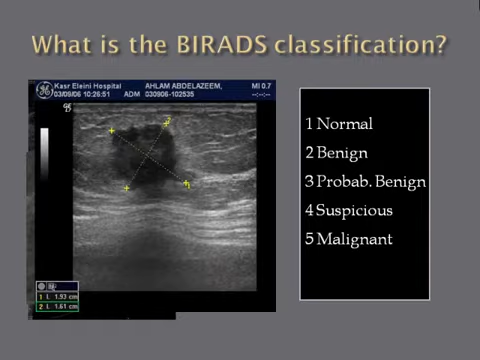 What is the BIRADS classification?
Kasr Eleini Hospital AHLAM ABDELAZEEM, MI 0.7
03/09/06 10:26:51 ADM 030906-102535 --:--:--
2
1
1 L 1.93 cm
2 L 1.61 cm
1 Normal
2 Benign
3 Probab. Benign
4 Suspicious
5 Malignant